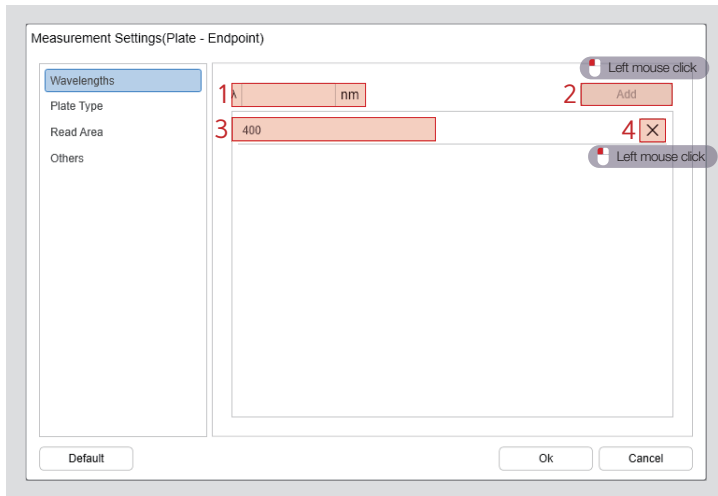 Measurement Settings(Plate - Endpoint)
Left mouse click
Wavelengths
1 λ nm 2 Add
Plate Type
3 400 4 X
Read Area
Left mouse click
Others
Default Ok Cancel